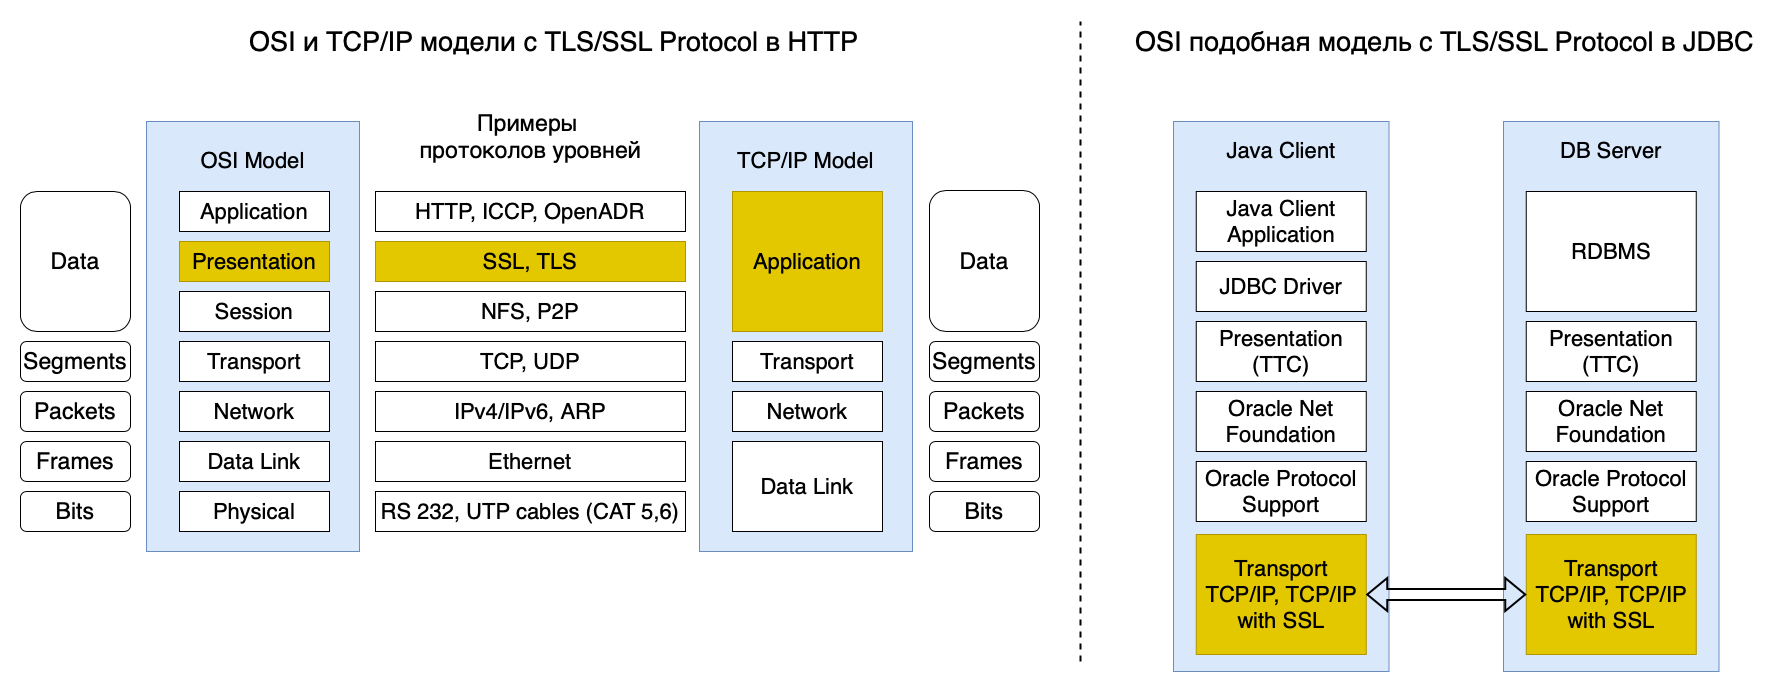 OSI и TCP/IP модели с TLS/SSL Protocol в HTTP
OSI Model
Примеры
протоколов уровней
TCP/IP Model
Data
Segments
Packets
Frames
Bits
Application
Presentation
Session
Transport
Network
Data Link
Physical
HTTP, ICCP, OpenADR
SSL, TLS
NFS, P2P
TCP, UDP
IPv4/IPv6, ARP
Ethernet
RS 232, UTP cables (CAT 5,6)
Application
Transport
Network
Data Link
Data
Segments
Packets
Frames
Bits
OSI подобная модель с TLS/SSL Protocol в JDBC
Java Client
Java Client
Application
JDBC Driver
Presentation
(TTC)
Oracle Net
Foundation
Oracle Protocol
Support
Transport
TCP/IP, TCP/IP
with SSL
DB Server
RDBMS
Presentation
(TTC)
Oracle Net
Foundation
Oracle Protocol
Support
Transport
TCP/IP, TCP/IP
with SSL